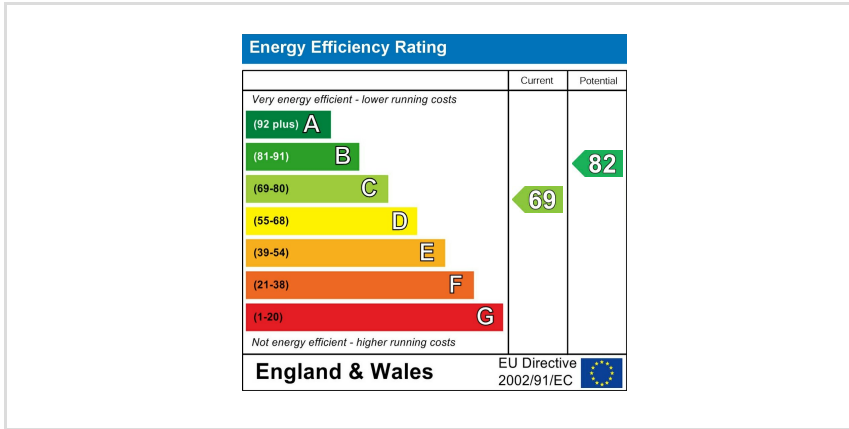 Energy Efficiency Rating
Current Potential
Very energy efficient - lower running costs
(92 plus) A
(81-91) B
82
(69-80) C
69
(55-68) D
(39-54) E
(21-38) F
(1-20) G
Not energy efficient - higher running costs
England & Wales
EU Directive
2002/91/EC